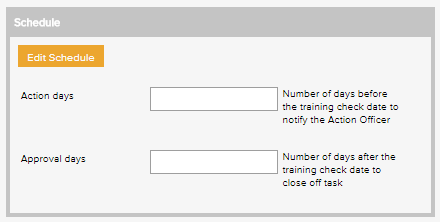 Schedule
Edit Schedule
Action days
Number of days before
the training check date to
notify the Action Officer
Approval days
Number of days after the
training check date to
close off task